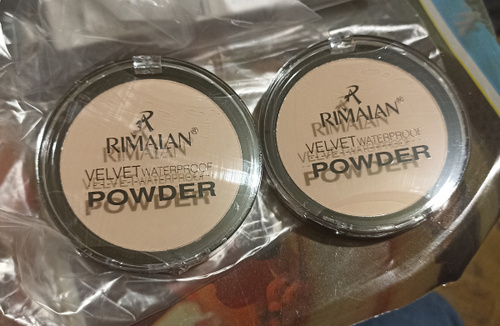 RIMALAN®
VELVET WATERPROOF
POWDER
RIMALAN®
VELVET WATERPROOF
POWDER